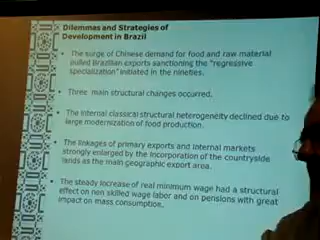 Dilemmas and Strategies of
Development in Brazil
• The surge of Chinese demand for food and raw material
pulled Brazilian exports sanctioning the "regressive
specialization" initiated in the nineties.
• Three main structural changes occurred.
• The internal classical structural heterogeneity declined due to
large modernization of food production.
• The linkages of primary exports and internal markets
strongly enlarged by the incorporation of the countryside
lands as the main geographic export area.
• The steady increase of real minimum wage had a structural
effect on non skilled wage labor and on pensions with great
impact on mass consumption.